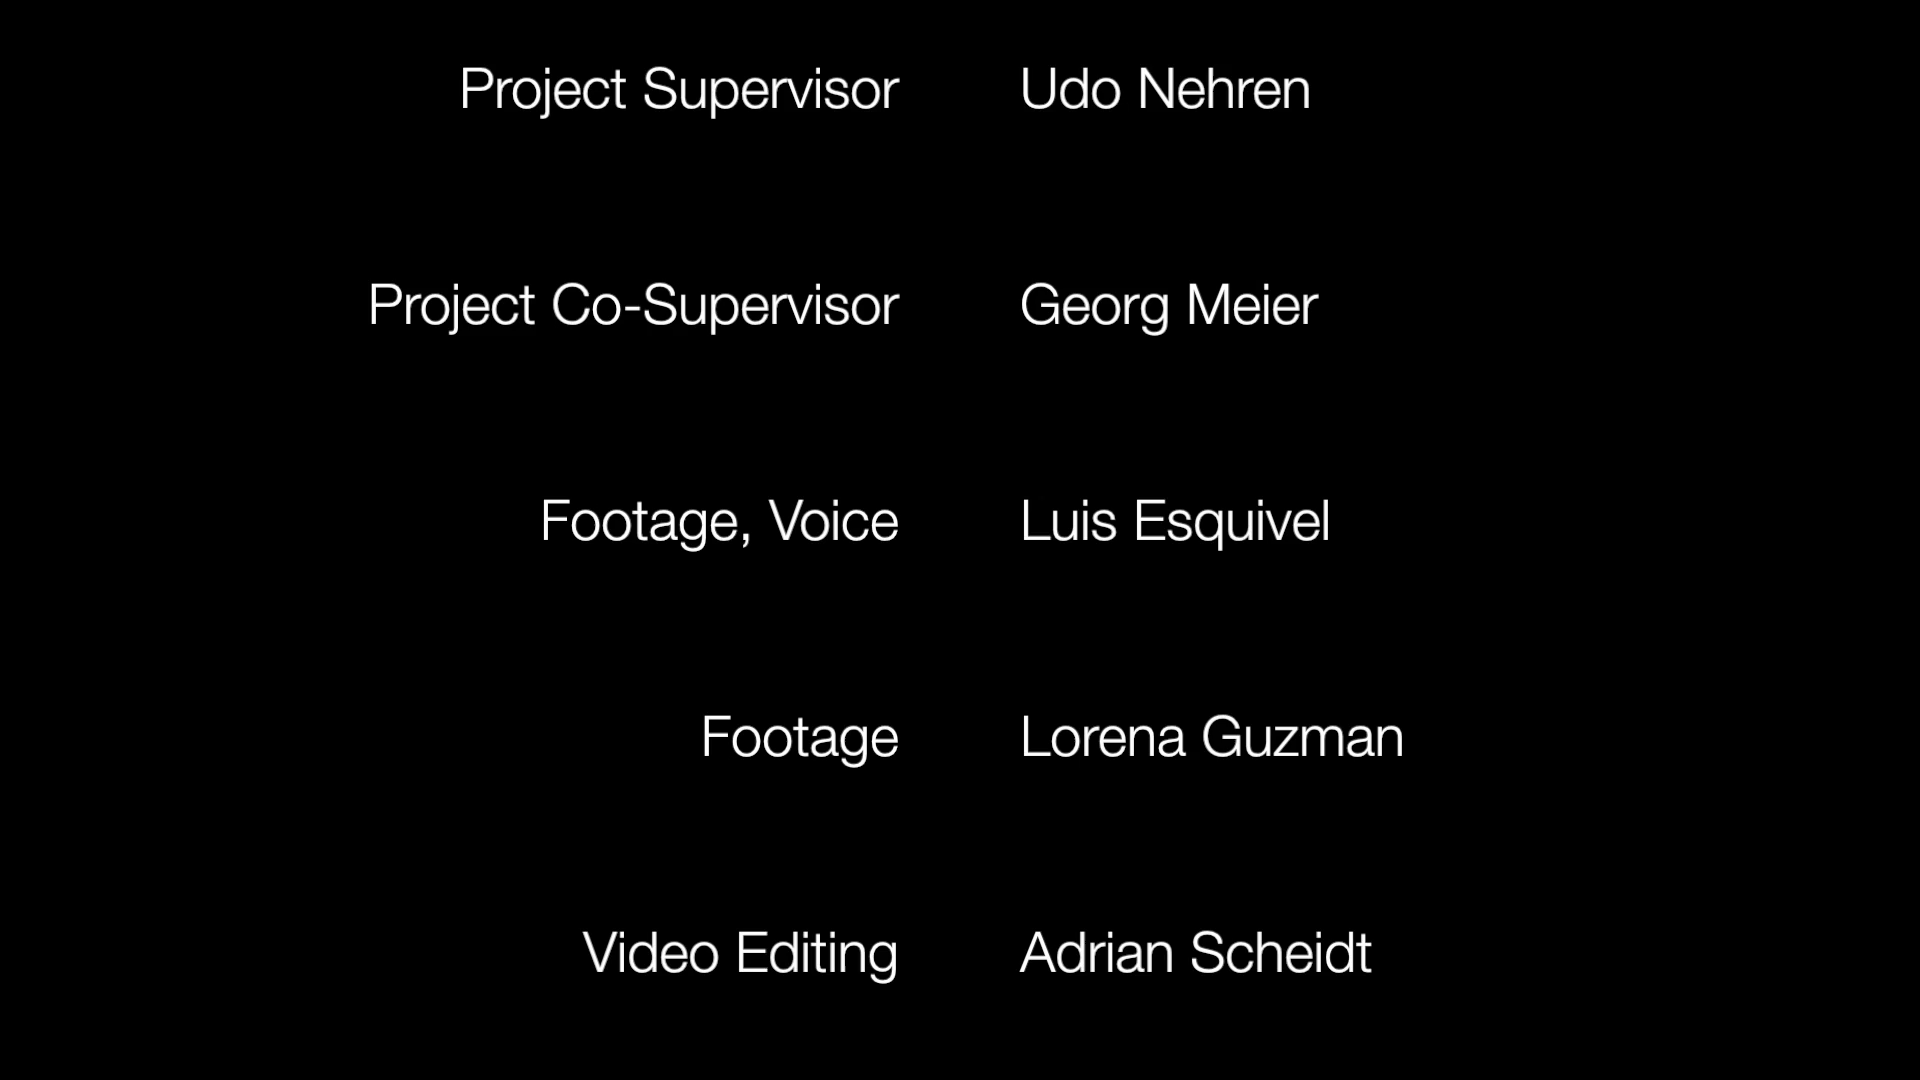 Project Supervisor Udo Nehren
Project Co-Supervisor Georg Meier
Footage, Voice Luis Esquivel
Footage Lorena Guzman
Video Editing Adrian Scheidt